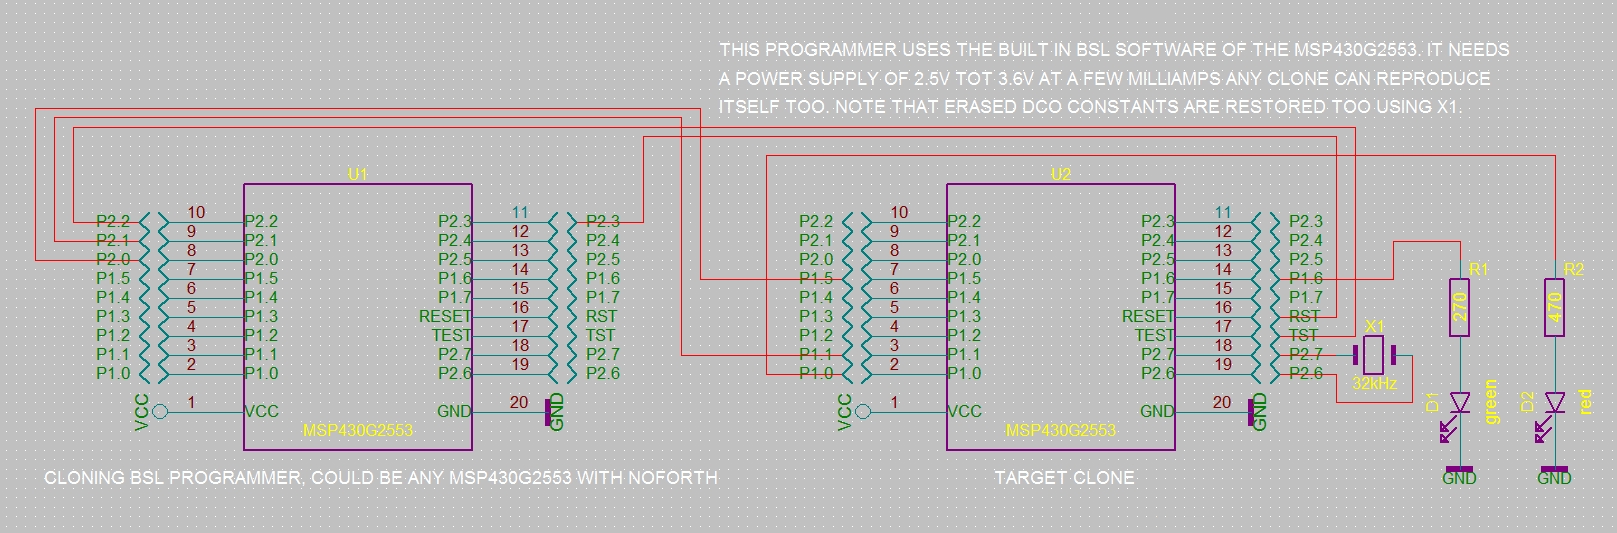 THIS PROGRAMMER USES THE BUILT IN BSL SOFTWARE OF THE MSP430G2553. IT NEEDS
A POWER SUPPLY OF 2.5V TOT 3.6V AT A FEW MILLIAMPS ANY CLONE CAN REPRODUCE
ITSELF TOO. NOTE THAT ERASED DCO CONSTANTS ARE RESTORED TOO USING X1.
U1
P2.2 10 P2.2 P2.3 11 P2.3
P2.1 9 P2.1 P2.4 12 P2.4
P2.0 8 P2.0 P2.5 13 P2.5
P1.5 7 P1.5 P1.6 14 P1.6
P1.4 6 P1.4 P1.7 15 P1.7
P1.3 5 P1.3 RESET 16 RST
P1.2 4 P1.2 TEST 17 TST
P1.1 3 P1.1 P2.7 18 P2.7
P1.0 2 P1.0 P2.6 19 P2.6
VCC 1 VCC GND 20 GND
MSP430G2553
CLONING BSL PROGRAMMER, COULD BE ANY MSP430G2553 WITH NOFORTH
U2
P2.2 10 P2.2 P2.3 11 P2.3
P2.1 9 P2.1 P2.4 12 P2.4
P2.0 8 P2.0 P2.5 13 P2.5
P1.5 7 P1.5 P1.6 14 P1.6
P1.4 6 P1.4 P1.7 15 P1.7
P1.3 5 P1.3 RESET 16 RST
P1.2 4 P1.2 TEST 17 TST
P1.1 3 P1.1 P2.7 18 P2.7
P1.0 2 P1.0 P2.6 19 P2.6
VCC 1 VCC GND 20 GND
MSP430G2553
TARGET CLONE
X1
32kHz
R1
270
D1
green
GND
R2
470
D2
red
GND